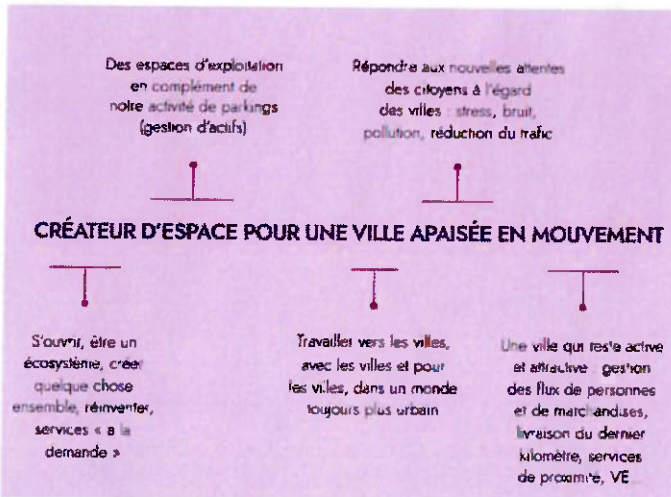 Des espaces d'exploitation
en complément de
notre activité de parkings
(gestion d'actifs)
Répondre aux nouvelles attentes
des citoyens à l'égard
des villes : stress, bruit,
pollution, réduction du trafic
CRÉATEUR D'ESPACE POUR UNE VILLE APAISÉE EN MOUVEMENT
S'ouvrir, être un
écosystème, créer
quelque chose
ensemble, réinventer,
services « à la
demande »
Travailler vers les villes,
avec les villes et pour
les villes, dans un monde
toujours plus urbain
Une ville qui reste active
et attractive : gestion
des flux de personnes
et de marchandises,
livraison du dernier
kilomètre, services
de proximité, VE...